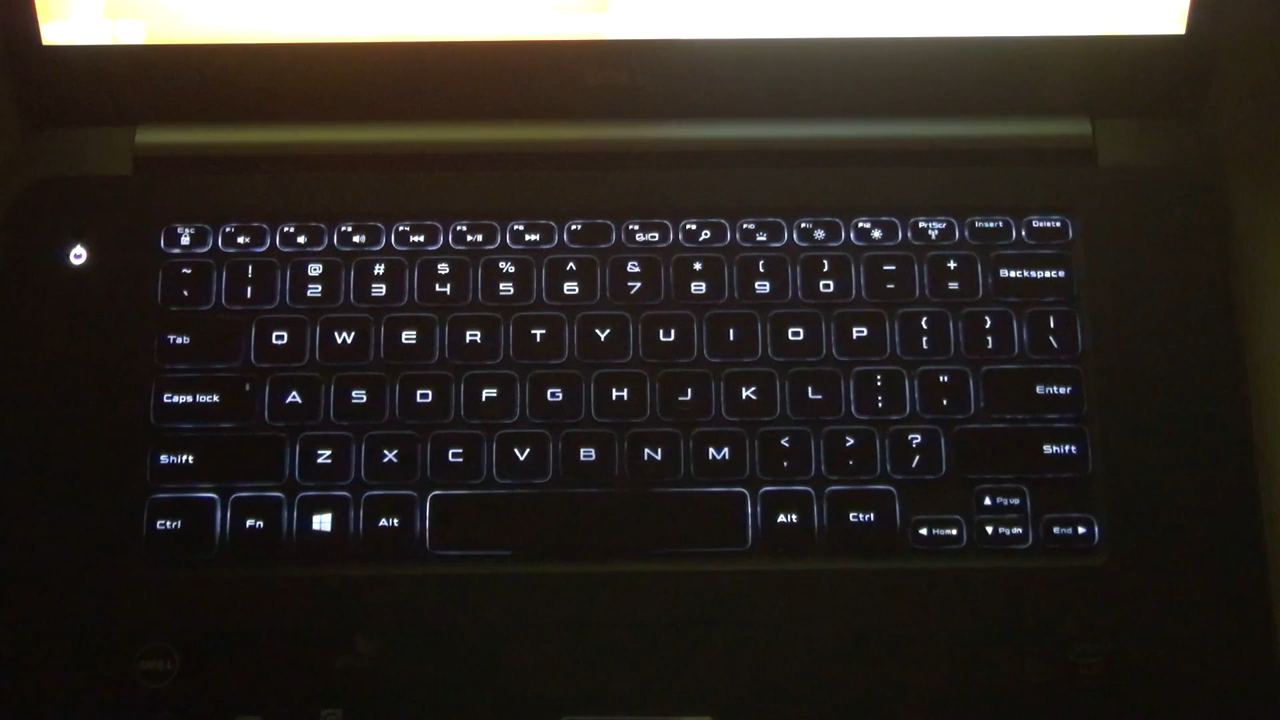 Esc F1 F2 F3 F4 F5 F6 F7 F8 F9 F10 F11 F12 PrtScr Insert Delete
~ ! @ # $ % ^ & * ( ) — +
` 1 2 3 4 5 6 7 8 9 0 - = Backspace
Tab Q W E R T Y U I O P { } |
[ ] \
Caps lock A S D F G H J K L : " Enter
; '
Shift Z X C V B N M < > ? Shift
, . /
Ctrl Fn Alt Alt Ctrl Pg up
Home Pg dn End
DELL